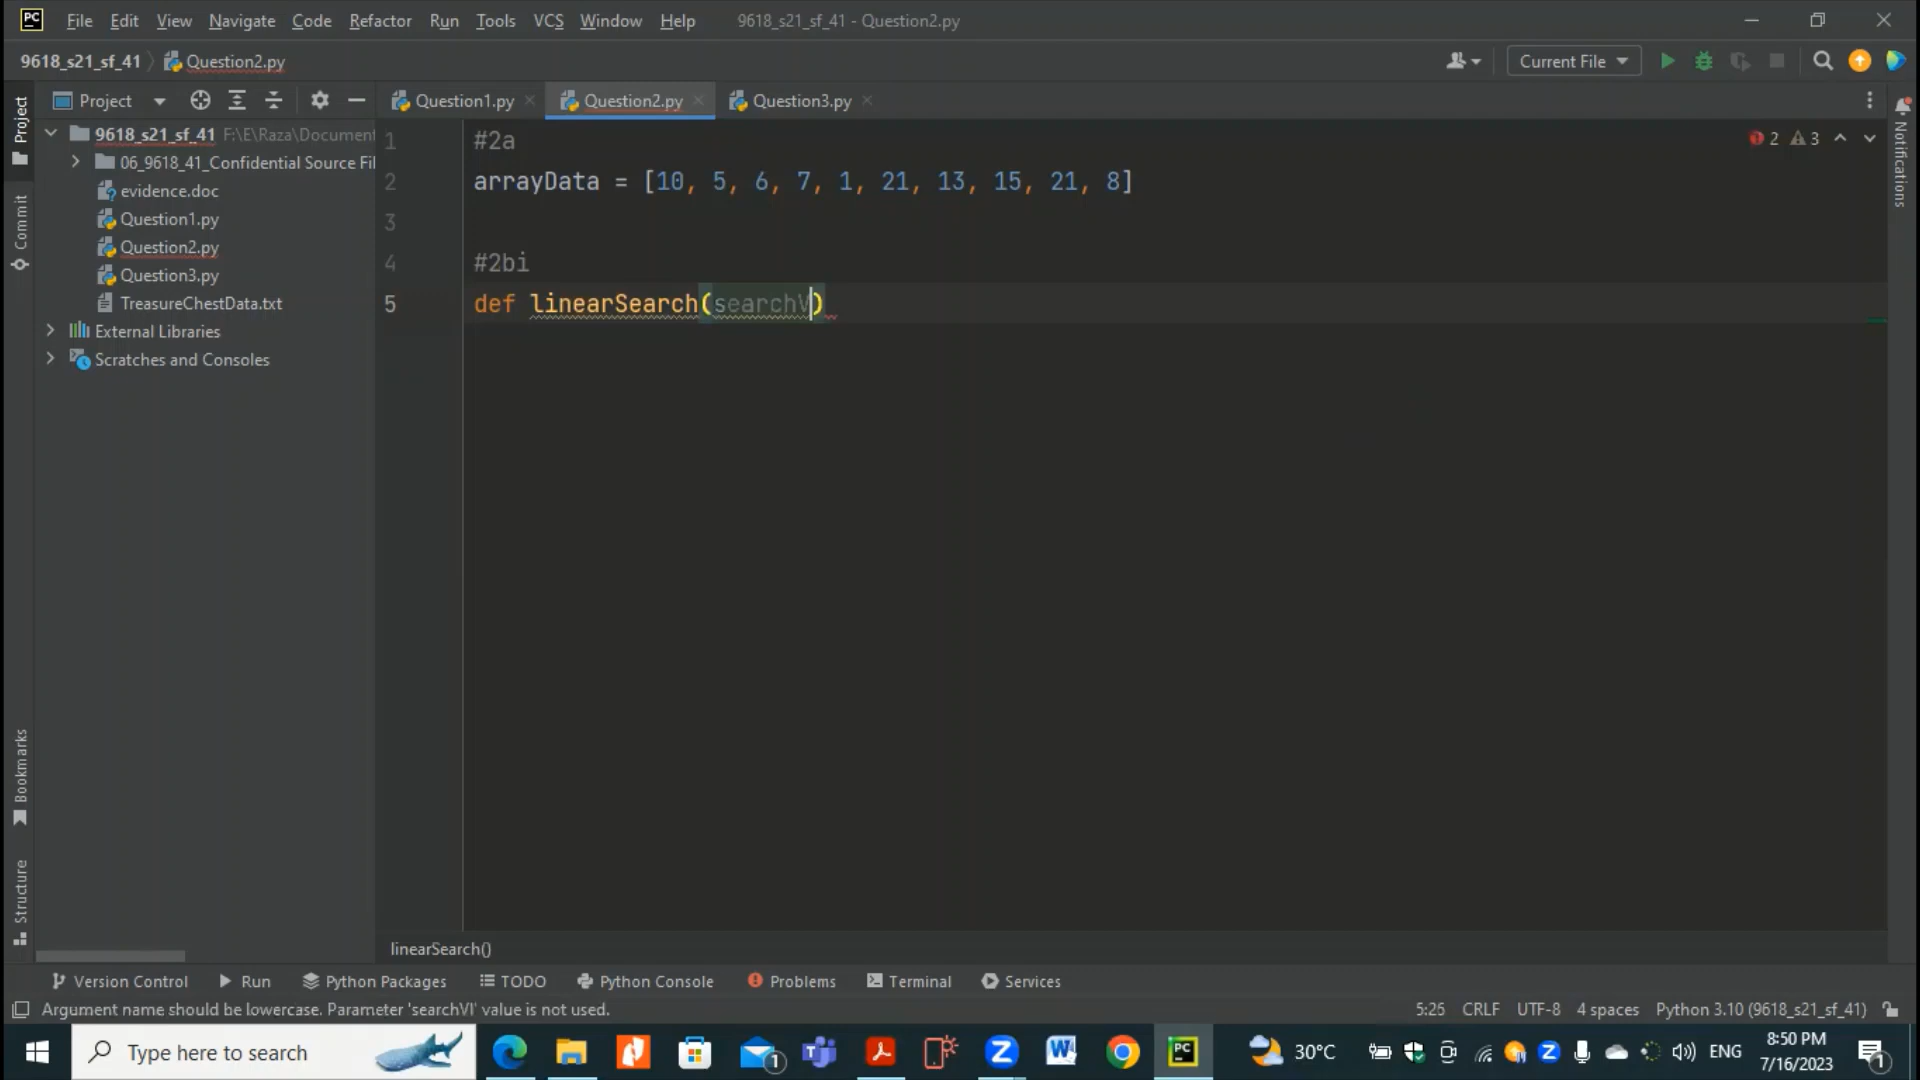 PC File Edit View Navigate Code Refactor Run Tools VCS Window Help 9618_s21_sf_41 - Question2.py
9618_s21_sf_41 Question2.py Current File
Project
Project
Question1.py Question2.py Question3.py
9618_s21_sf_41 F:\E\Raza\Document
06_9618_41_Confidential Source Fil
evidence.doc
Question1.py
Question2.py
Question3.py
TreasureChestData.txt
External Libraries
Scratches and Consoles
Commit
Bookmarks
Structure
1 #2a
2 arrayData = [10, 5, 6, 7, 1, 21, 13, 15, 21, 8]
3
4 #2bi
5 def linearSearch(searchV)
2 3
Notifications
linearSearch()
Version Control Run Python Packages TODO Python Console Problems Terminal Services
Argument name should be lowercase. Parameter 'searchVl' value is not used. 5:25 CRLF UTF-8 4 spaces Python 3.10 (9618_s21_sf_41)
Type here to search 1 PC 30°C ENG 8:50 PM 1
7/16/2023